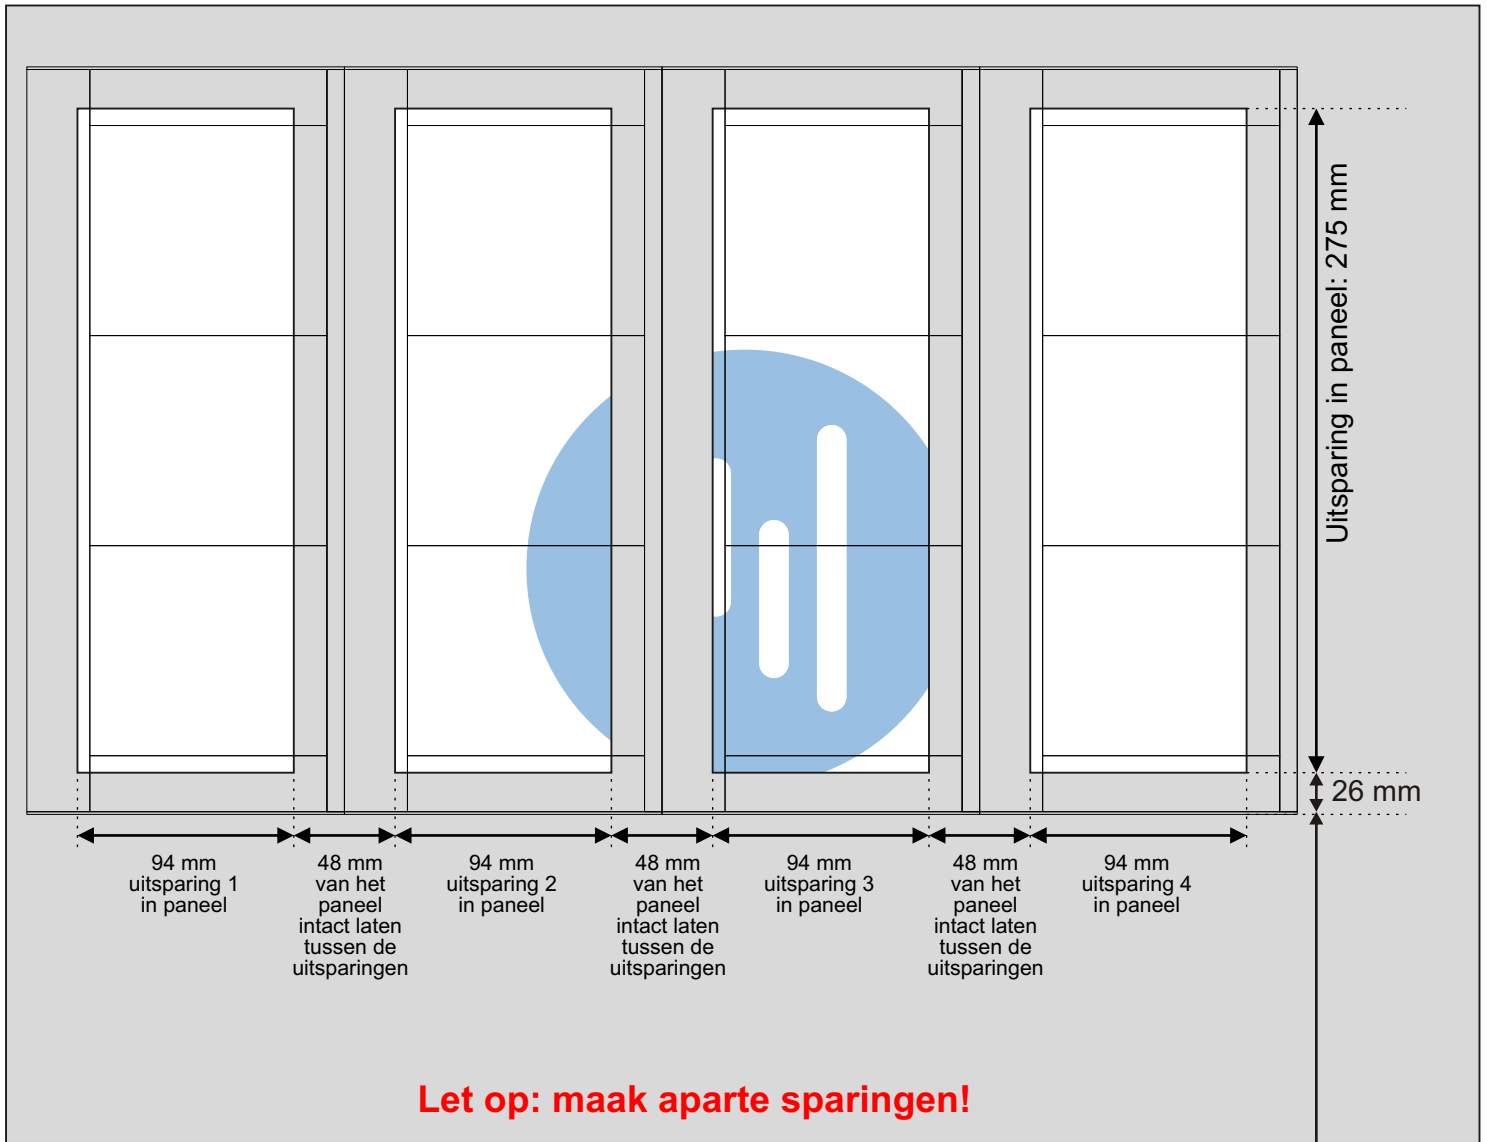 Uitsparing in paneel: 275 mm
26 mm
94 mm
uitsparing 1
in paneel
48 mm
van het
paneel
intact laten
tussen de
uitsparingen
94 mm
uitsparing 2
in paneel
48 mm
van het
paneel
intact laten
tussen de
uitsparingen
94 mm
uitsparing 3
in paneel
48 mm
van het
paneel
intact laten
tussen de
uitsparingen
94 mm
uitsparing 4
in paneel
Let op: maak aparte sparingen!